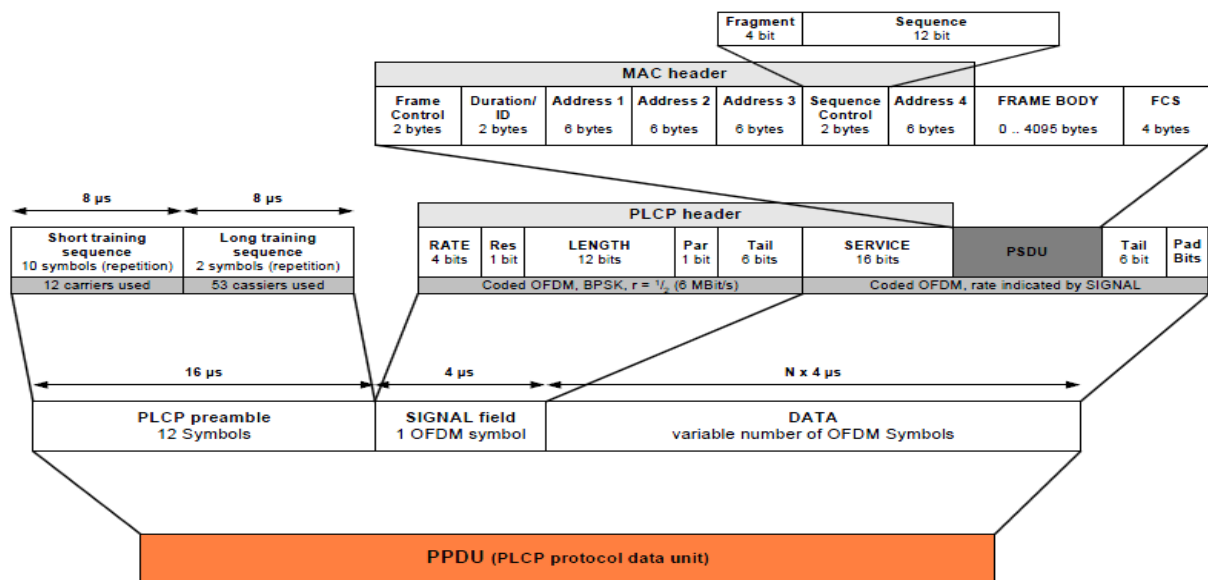 Fragment
4 bit
Sequence
12 bit
MAC header
Frame
Control
2 bytes
Duration/
ID
2 bytes
Address 1
6 bytes
Address 2
6 bytes
Address 3
6 bytes
Sequence
Control
2 bytes
Address 4
6 bytes
FRAME BODY
0 .. 4095 bytes
FCS
4 bytes
8 µs
8 µs
Short training
sequence
10 symbols (repetition)
12 carriers used
Long training
sequence
2 symbols (repetition)
53 cassiers used
PLCP header
RATE
4 bits
Res
1 bit
LENGTH
12 bits
Par
1 bit
Tail
6 bits
SERVICE
16 bits
PSDU
Tail
6 bit
Pad
Bits
Coded OFDM, BPSK, r = 1/2 (6 MBit/s)
Coded OFDM, rate indicated by SIGNAL
16 µs
4 µs
N x 4 µs
PLCP preamble
12 Symbols
SIGNAL field
1 OFDM symbol
DATA
variable number of OFDM Symbols
PPDU (PLCP protocol data unit)